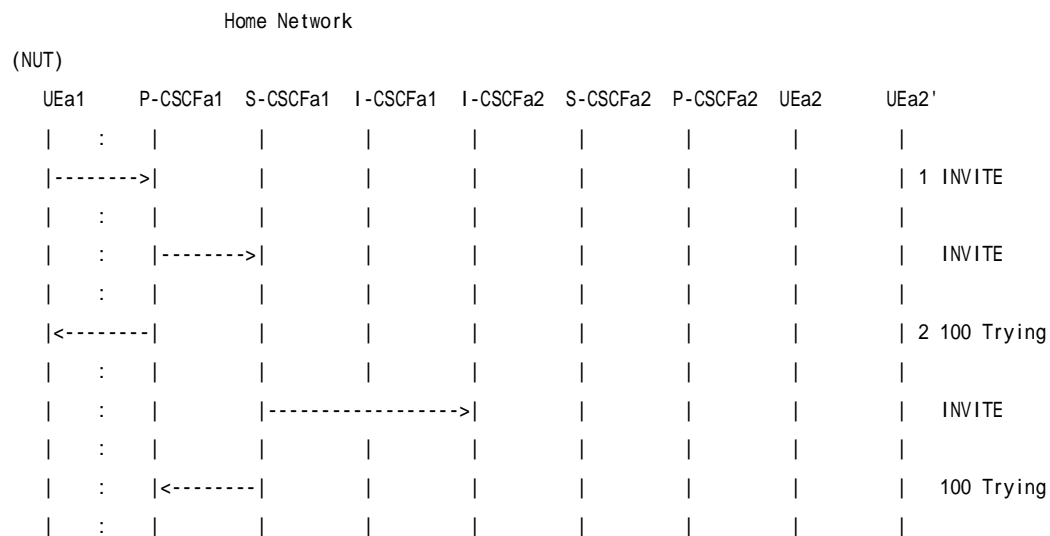 Home Network
(NUT)
UEa1 P-CSCFa1 S-CSCFa1 I-CSCFa1 I-CSCFa2 S-CSCFa2 P-CSCFa2 UEa2 UEa2'
| : | | | | | | | |
|-------->| | | | | | | | 1 INVITE
| : | | | | | | | |
| : |-------->| | | | | | | INVITE
| : | | | | | | | |
|<--------| | | | | | | | 2 100 Trying
| : | | | | | | | |
| : | |------------------>| | | | | INVITE
| : | | | | | | | |
| : |<--------| | | | | | | 100 Trying
| : | | | | | | | |